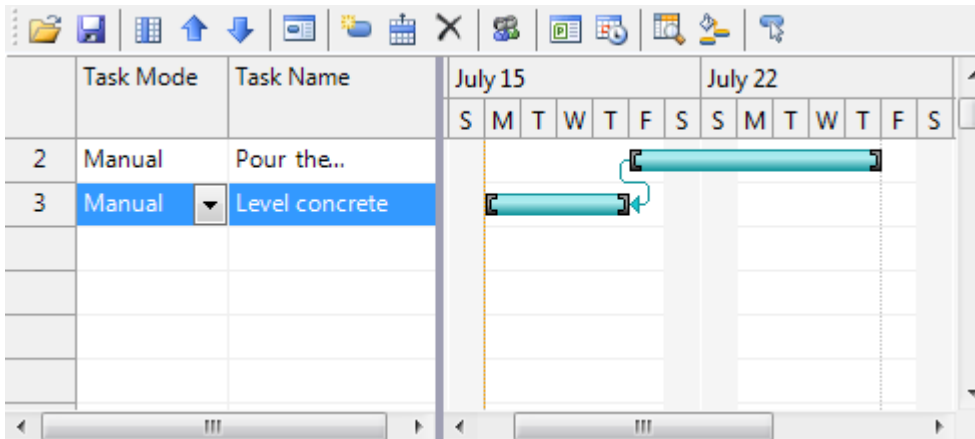 Task Mode Task Name July 15 July 22
S M T W T F S S M T W T F S
2 Manual Pour the...
3 Manual Level concrete